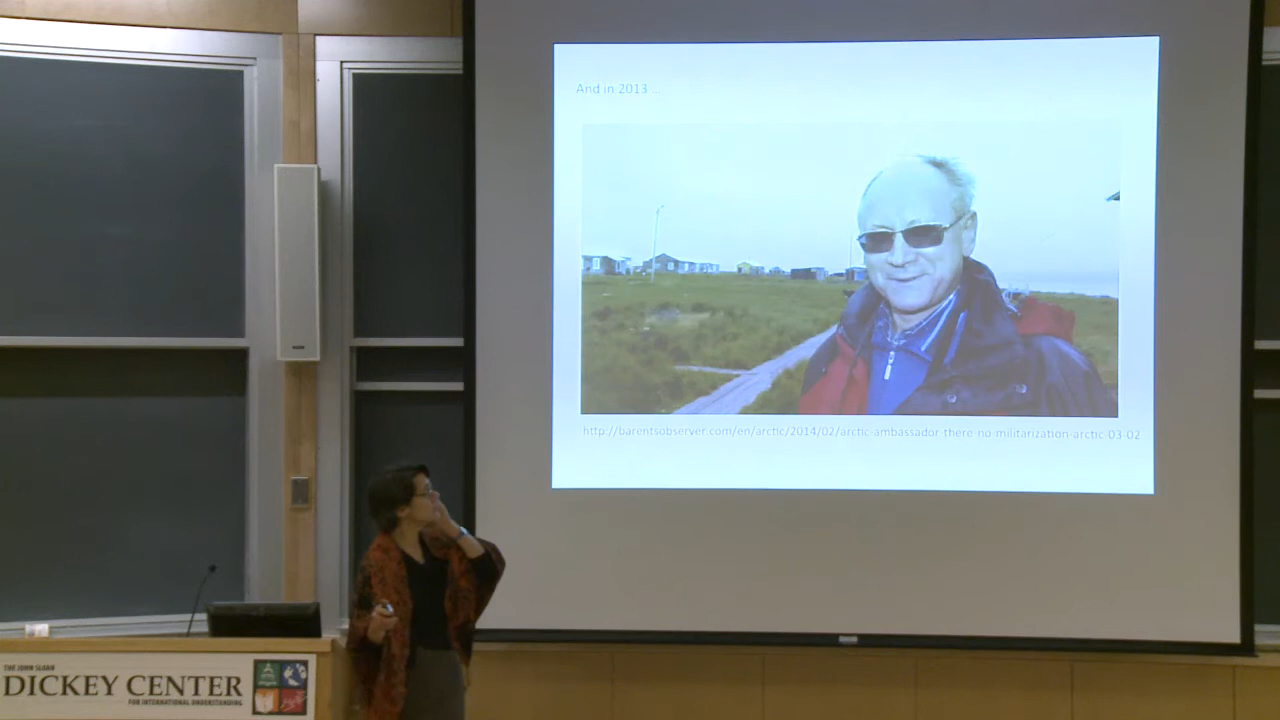 And in 2013 ...
http://barentsobserver.com/en/arctic/2014/02/arctic-ambassador-there-no-militarization-arctic-03-02
THE JOHN SLOAN
DICKEY CENTER
FOR INTERNATIONAL UNDERSTANDING